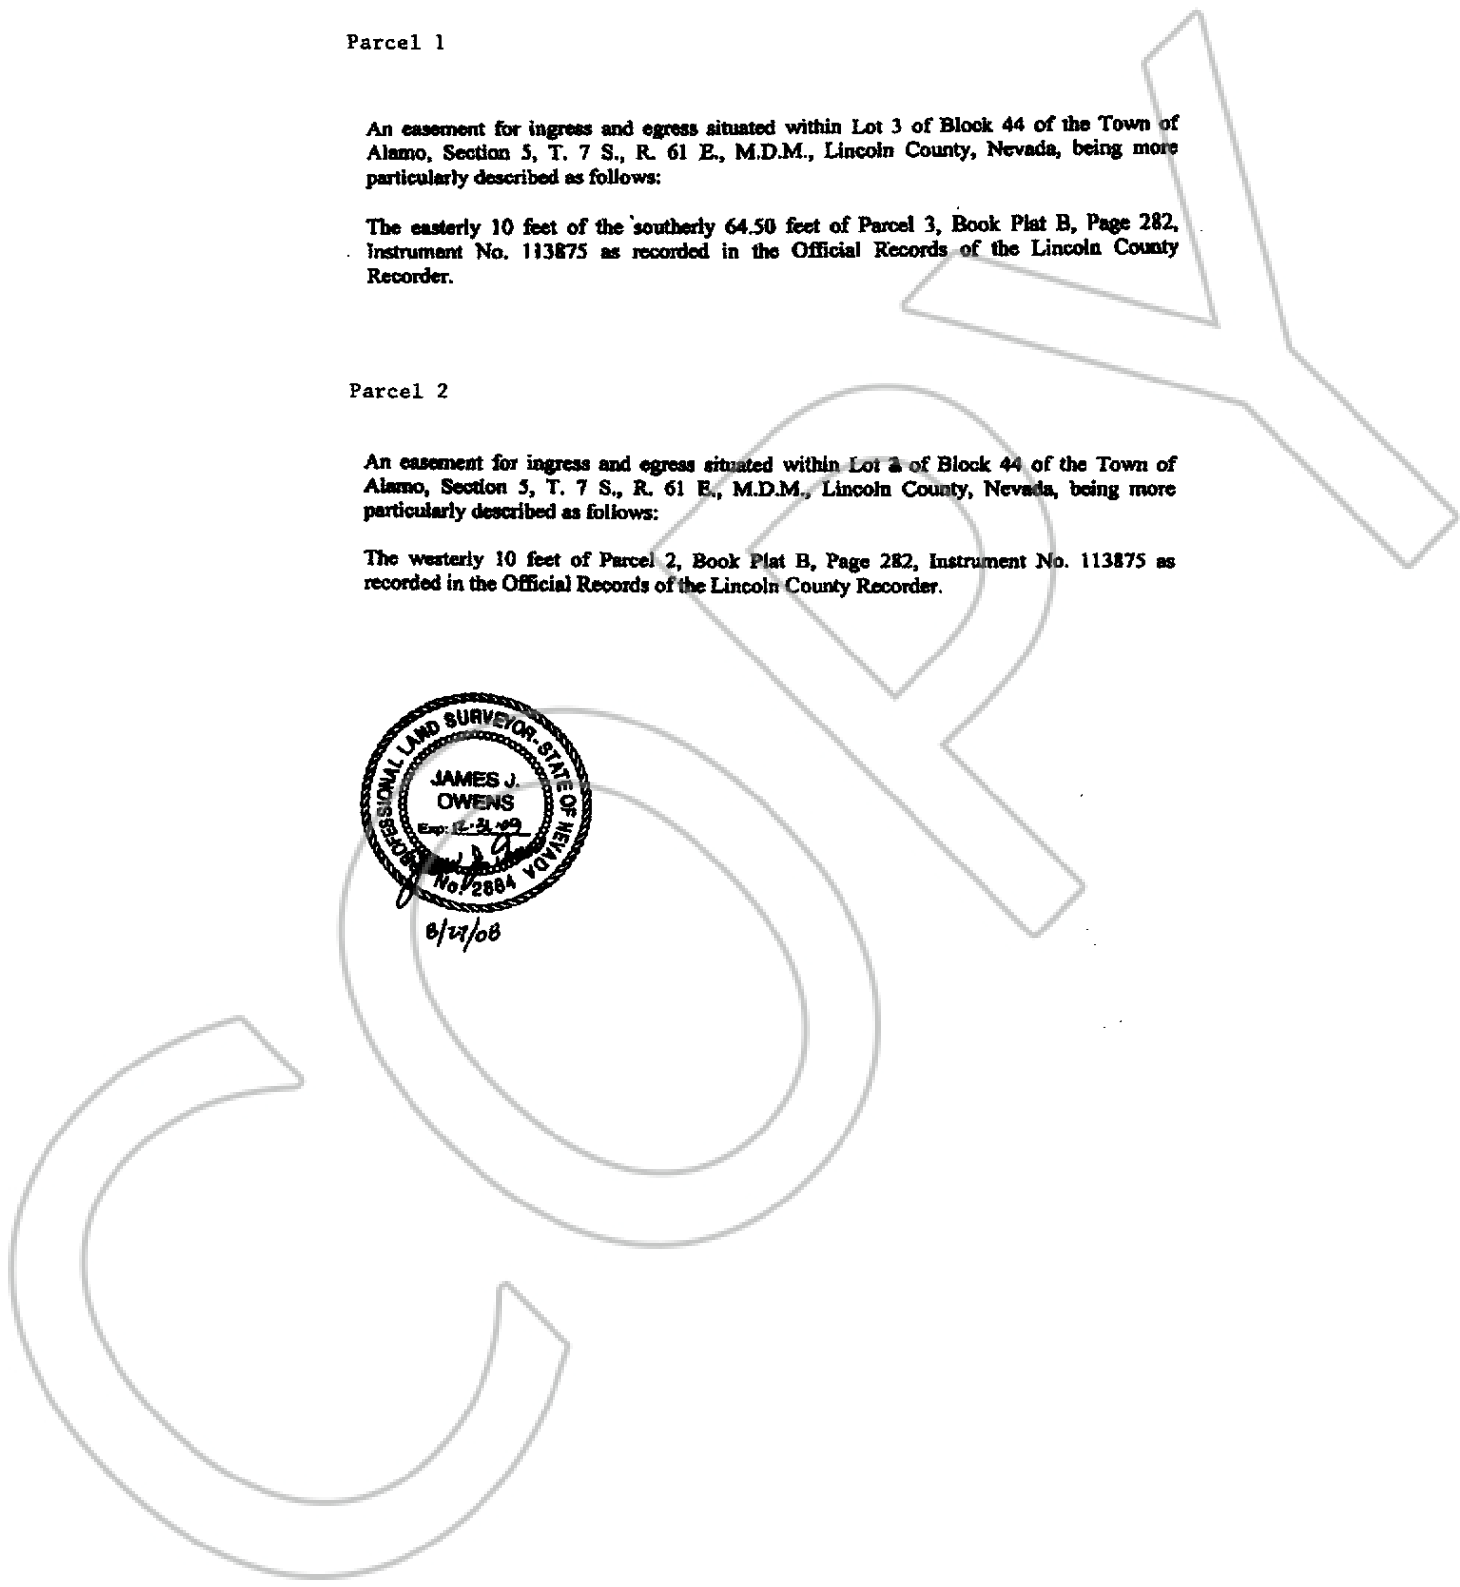 Parcel 1
An easement for ingress and egress situated within Lot 3 of Block 44 of the Town of
Alamo, Section 5, T. 7 S., R. 61 E., M.D.M., Lincoln County, Nevada, being more
particularly described as follows:
The easterly 10 feet of the southerly 64.50 feet of Parcel 3, Book Plat B, Page 282,
Instrument No. 113875 as recorded in the Official Records of the Lincoln County
Recorder.
Parcel 2
An easement for ingress and egress situated within Lot of Block 44 of the Town of
Alamo, Section 5, T. 7 S., R. 61 E., M.D.M., Lincoln County, Nevada, being more
particularly described as follows:
The westerly 10 feet of Parcel 2, Book Plat B, Page 282, Instrument No. 113875 as
recorded in the Official Records of the Lincoln County Recorder.
PROFESSIONAL LAND SURVEYOR-STATE OF NEVADA
JAMES J.
OWENS
Exp: 12-31-09
No. 2884
8/27/08
COPY